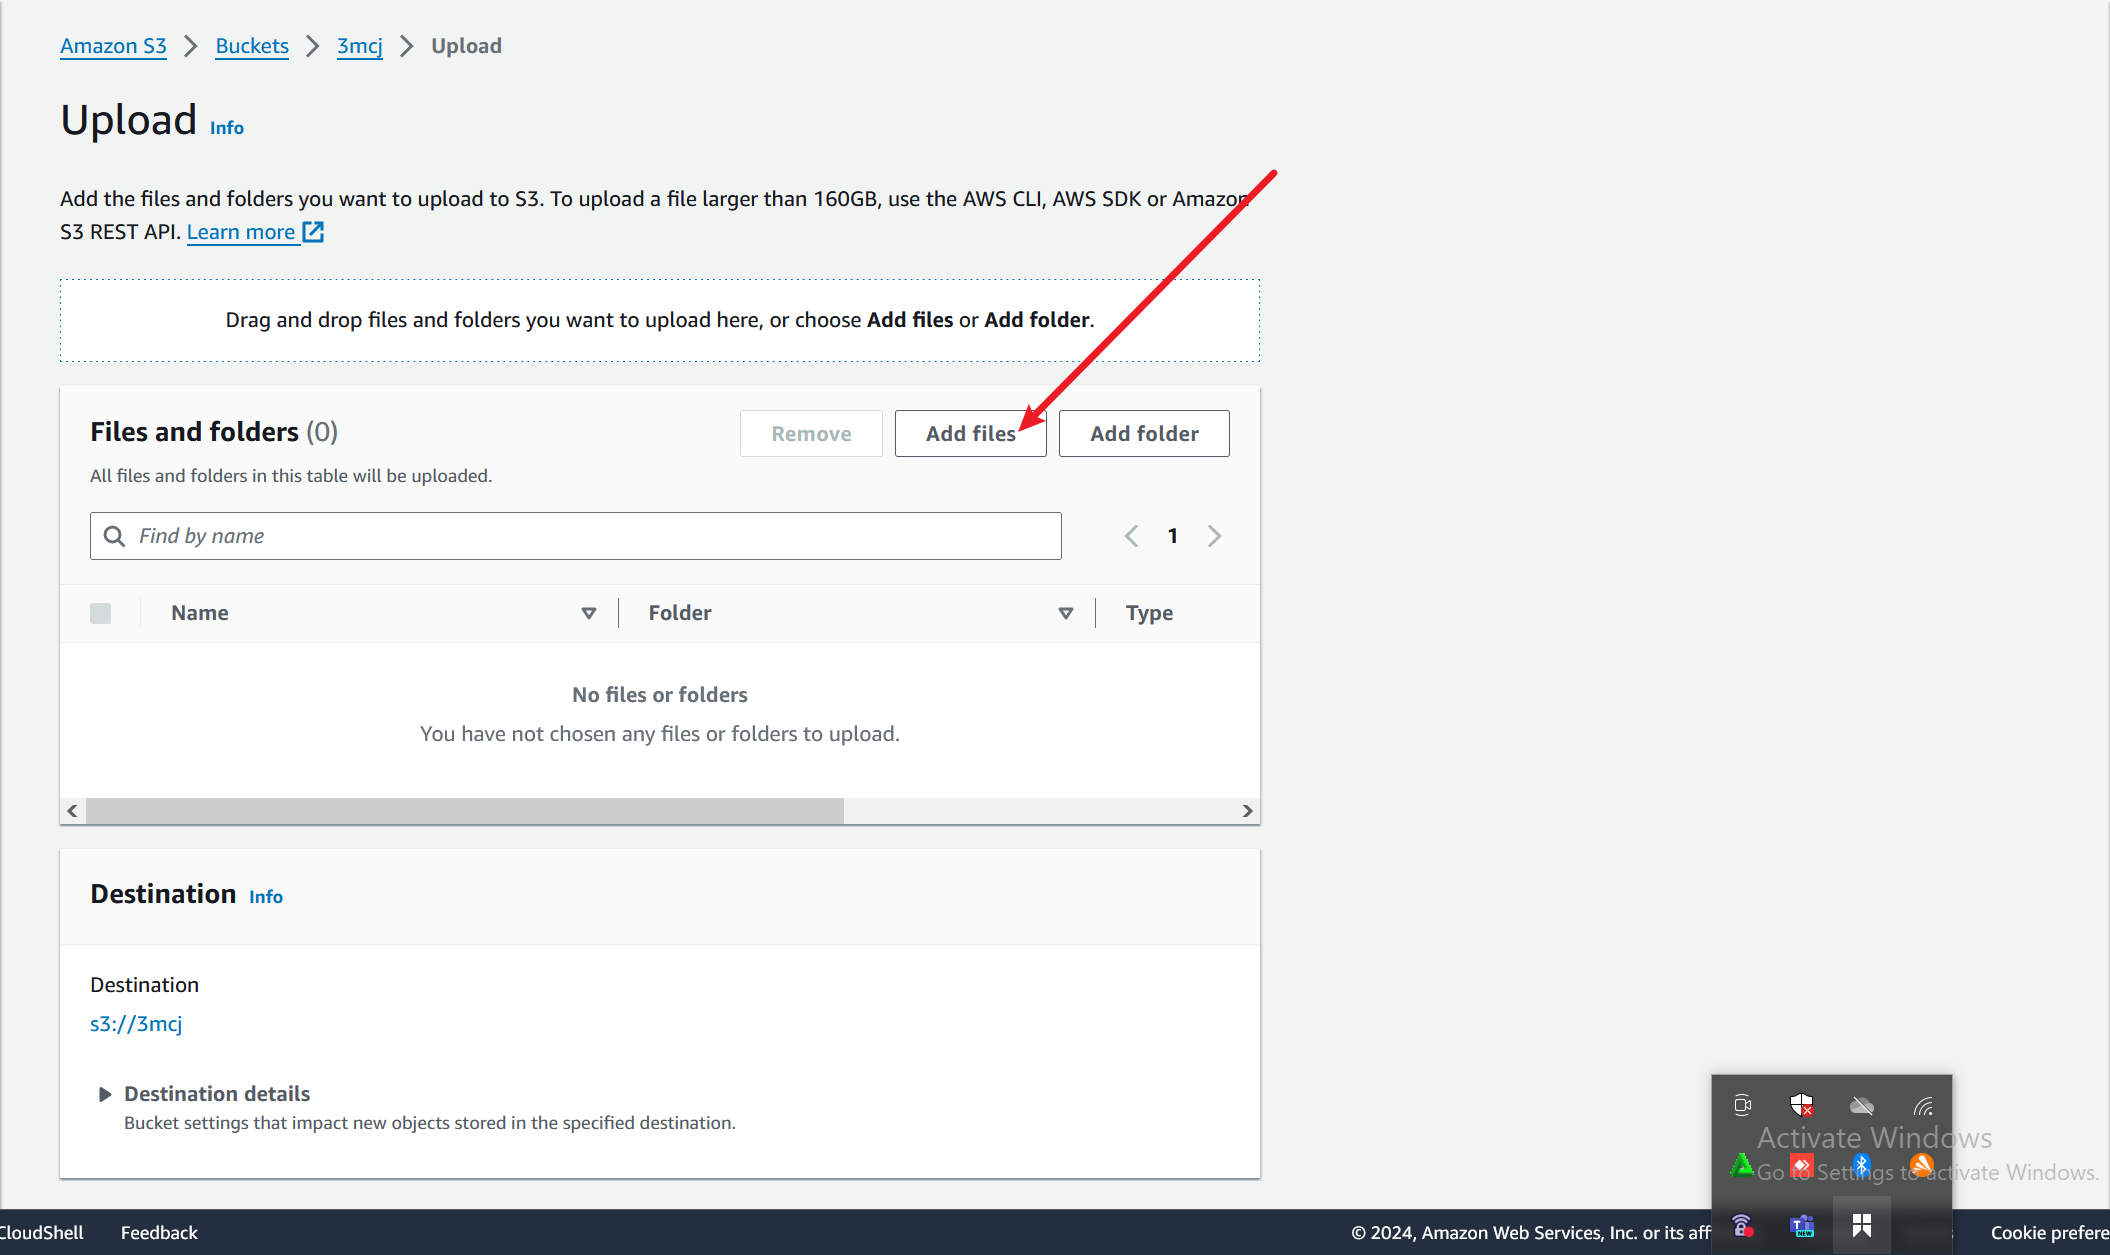 Amazon S3 > Buckets > 3mcj > Upload
Upload Info
Add the files and folders you want to upload to S3. To upload a file larger than 160GB, use the AWS CLI, AWS SDK or Amazon
S3 REST API. Learn more
Drag and drop files and folders you want to upload here, or choose Add files or Add folder.
Files and folders (0)
Remove
Add files
Add folder
All files and folders in this table will be uploaded.
Find by name
1
Name
Folder
Type
No files or folders
You have not chosen any files or folders to upload.
Destination Info
Destination
s3://3mcj
Destination details
Bucket settings that impact new objects stored in the specified destination.
Activate Windows
Go to Settings to activate Windows.
CloudShell
Feedback
© 2024, Amazon Web Services, Inc. or its aff
Cookie prefere